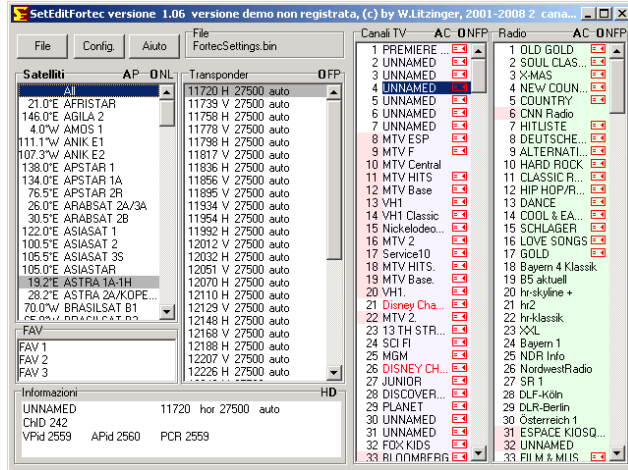 SetEditFortec versione 1.06 versione demo non registrata, (c) by W.Litzinger, 2001-2008 2 cana...
File Config. Aiuto
File
FortecSettings.bin
Satelliti AP ONL
All
21.0°E AFRISTAR
146.0°E AGILA 2
4.0°W AMOS 1
111.1°W ANIK E1
107.3°W ANIK E2
138.0°E APSTAR 1
134.0°E APSTAR 1A
76.5°E APSTAR 2R
26.0°E ARABSAT 2A/3A
30.5°E ARABSAT 2B
122.0°E ASIASAT 1
100.5°E ASIASAT 2
105.5°E ASIASAT 3S
105.0°E ASIASTAR
19.2°E ASTRA 1A-1H
28.2°E ASTRA 2A/KOPE...
70.0°W BRASILSAT B1
Transponder OFP
11720 H 27500 auto
11739 V 27500 auto
11758 H 27500 auto
11778 V 27500 auto
11798 H 27500 auto
11817 V 27500 auto
11836 H 27500 auto
11856 V 27500 auto
11876 H 27500 auto
11895 V 27500 auto
11934 V 27500 auto
11954 H 27500 auto
11992 H 27500 auto
12012 V 27500 auto
12032 H 27500 auto
12051 V 27500 auto
12070 H 27500 auto
12110 H 27500 auto
12129 V 27500 auto
12148 H 27500 auto
12168 V 27500 auto
12188 H 27500 auto
12207 V 27500 auto
12226 H 27500 auto
FAV
FAV 1
FAV 2
FAV 3
Informazioni HD
UNNAMED 11720 hor 27500 auto
ChID 242
VPid 2559 APid 2560 PCR 2559
Canali TV AC ONFP
1 PREMIERE ...
2 UNNAMED
3 UNNAMED
4 UNNAMED
5 UNNAMED
6 UNNAMED
7 UNNAMED
8 MTV ESP
9 MTV F
10 MTV Central
11 MTV HITS
12 MTV Base
13 VH1
14 VH1 Classic
15 Nickelodeo...
16 MTV 2
17 Service10
18 MTV HITS.
19 MTV Base.
20 VH1.
21 Disney Cha...
22 MTV 2.
23 13 TH STR...
24 SCI FI
25 MGM
26 DISNEY CH...
27 JUNIOR
28 DISCOVER...
29 PLANET
30 UNNAMED
31 UNNAMED
32 FOX KIDS
33 BLOOMBERG
Radio AC ONFP
1 OLD GOLD
2 SOUL CLAS...
3 X-MAS
4 NEW COUN...
5 COUNTRY
6 CNN Radio
7 HITLISTE
8 DEUTSCHE...
9 ALTERNATI...
10 HARD ROCK
11 CLASSIC R...
12 HIP HOP/R...
13 DANCE
14 COOL & EA...
15 SCHLAGER
16 LOVE SONGS
17 GOLD
18 Bayern 4 Klassik
19 B5 aktuell
20 hr-skyline +
21 hr2
22 hr-klassik
23 XXL
24 Bayern 1
25 NDR Info
26 NordwestRadio
27 SR 1
28 DLF-Köln
29 DLR-Berlin
30 Österreich 1
31 ESPACE KIOSQ...
32 UNNAMED
33 FILM & MUS...